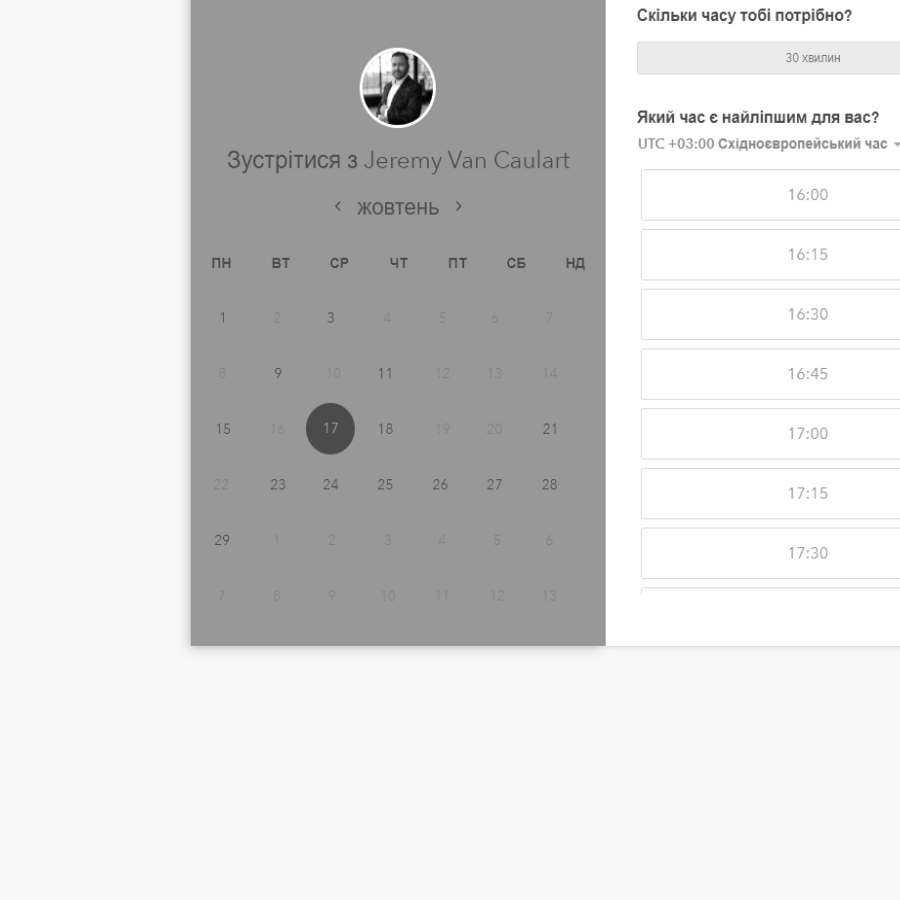 Зустрітися з Jeremy Van Caulart
‹ жовтень ›
ПН ВТ СР ЧТ ПТ СБ НД
1 2 3 4 5 6 7
8 9 10 11 12 13 14
15 16 17 18 19 20 21
22 23 24 25 26 27 28
29 1 2 3 4 5 6
7 8 9 10 11 12 13
Скільки часу тобі потрібно?
30 хвилин
Який час є найліпшим для вас?
UTC +03:00 Східноєвропейський час
16:00
16:15
16:30
16:45
17:00
17:15
17:30